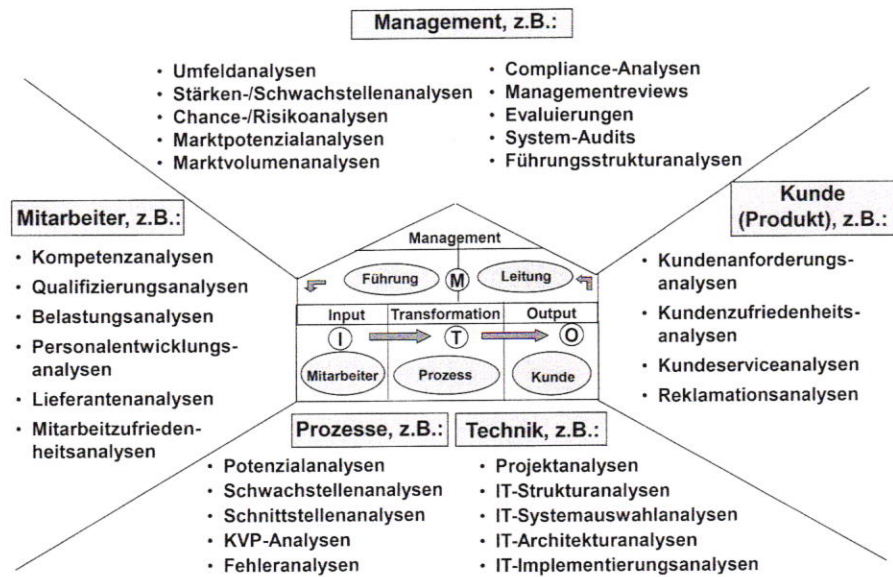 Management, z.B.:
• Umfeldanalysen
• Stärken-/Schwachstellenanalysen
• Chance-/Risikoanalysen
• Marktpotenzialanalysen
• Marktvolumenanalysen
• Compliance-Analysen
• Managementreviews
• Evaluierungen
• System-Audits
• Führungsstrukturanalysen
Mitarbeiter, z.B.:
• Kompetenzanalysen
• Qualifizierungsanalysen
• Belastungsanalysen
• Personalentwicklungs-
analysen
• Lieferantenanalysen
• Mitarbeitzufrieden-
heitsanalysen
Management
Führung M Leitung
Input Transformation Output
I T O
Mitarbeiter Prozess Kunde
Kunde
(Produkt), z.B.:
• Kundenanforderungs-
analysen
• Kundenzufriedenheits-
analysen
• Kundeserviceanalysen
• Reklamationsanalysen
Prozesse, z.B.:
• Potenzialanalysen
• Schwachstellenanalysen
• Schnittstellenanalysen
• KVP-Analysen
• Fehleranalysen
Technik, z.B.:
• Projektanalysen
• IT-Strukturanalysen
• IT-Systemauswahlanalysen
• IT-Architekturanalysen
• IT-Implementierungsanalysen